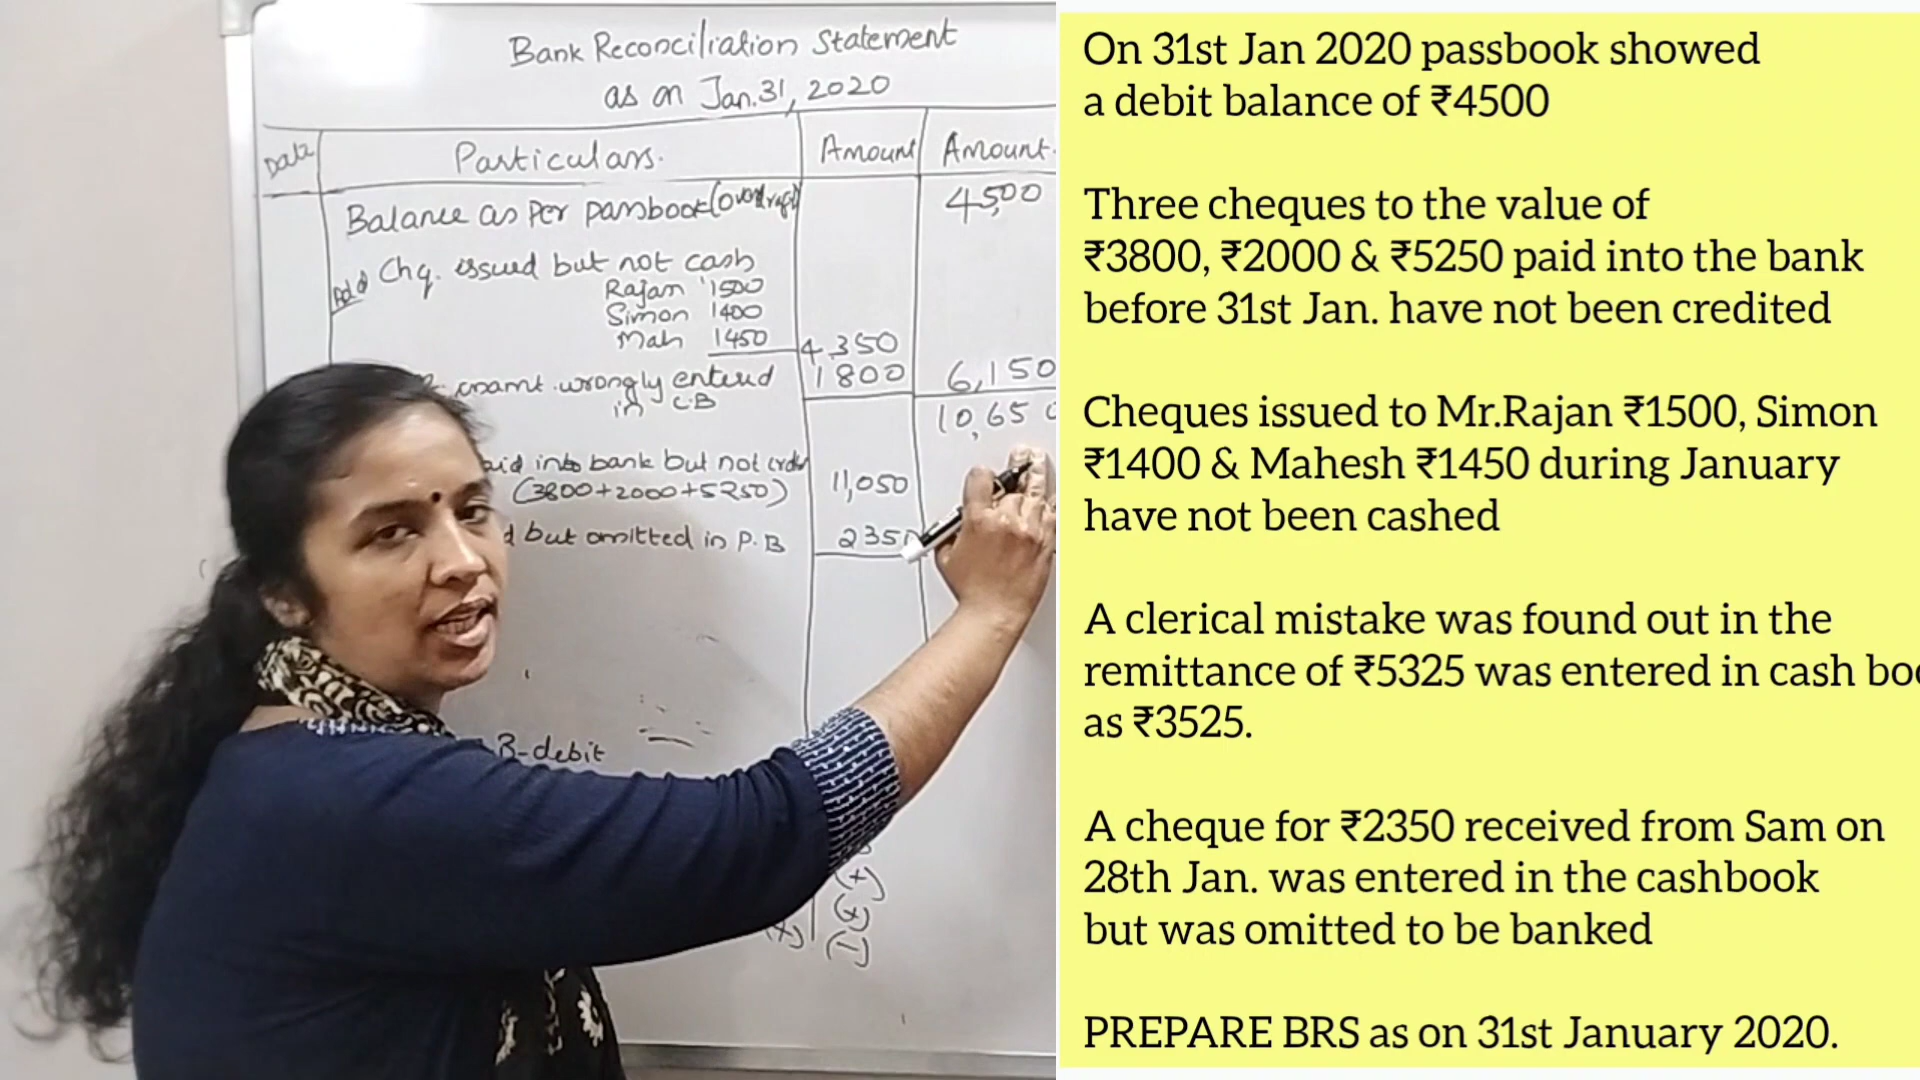 Bank Reconciliation Statement
as on Jan.31, 2020
Date
Particulars.
Amount
Amount.
Balance as per passbook (Overdraft)
4,500
Add Chq. issued but not cash
Rajan 1500
Simon 1400
Mah 1450
4,350
wrongly entered
1800
6,150
in C.B
10,65
into bank but not
(3800+2000+5250)
11,050
but omitted in P.B
235
B-debit
(+)
(+)
(-)
On 31st Jan 2020 passbook showed
a debit balance of ₹4500
Three cheques to the value of
₹3800, ₹2000 & ₹5250 paid into the bank
before 31st Jan. have not been credited
Cheques issued to Mr.Rajan ₹1500, Simon
₹1400 & Mahesh ₹1450 during January
have not been cashed
A clerical mistake was found out in the
remittance of ₹5325 was entered in cash boo
as ₹3525.
A cheque for ₹2350 received from Sam on
28th Jan. was entered in the cashbook
but was omitted to be banked
PREPARE BRS as on 31st January 2020.